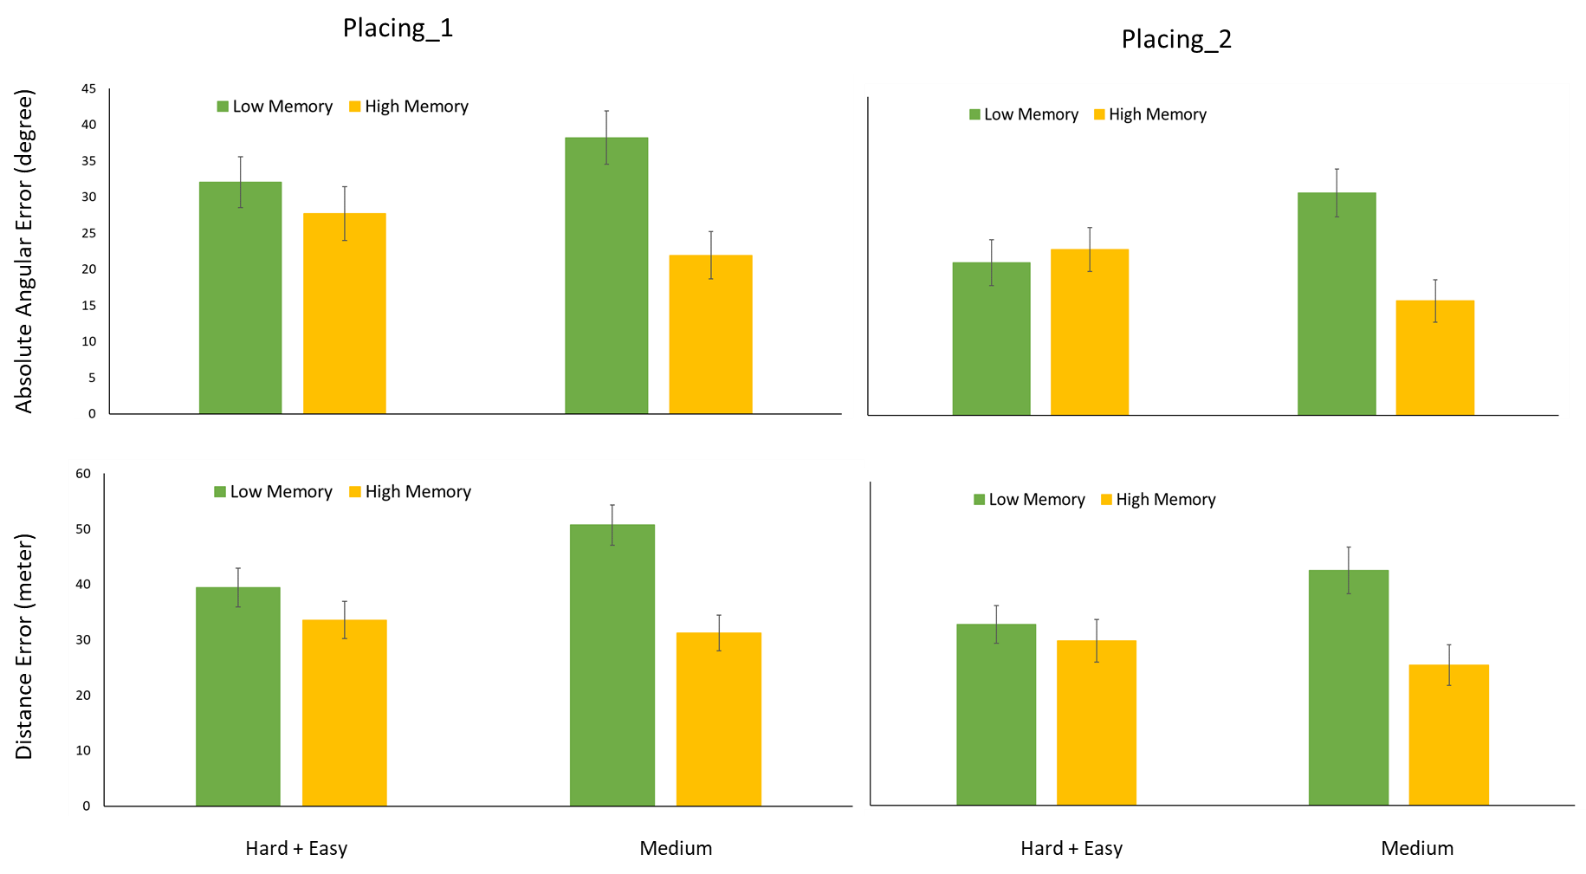 Placing_1
Placing_2
Absolute Angular Error (degree)
45
40
35
30
25
20
15
10
5
0
Low Memory High Memory
Low Memory High Memory
Distance Error (meter)
60
50
40
30
20
10
0
Low Memory High Memory
Low Memory High Memory
Hard + Easy Medium
Hard + Easy Medium